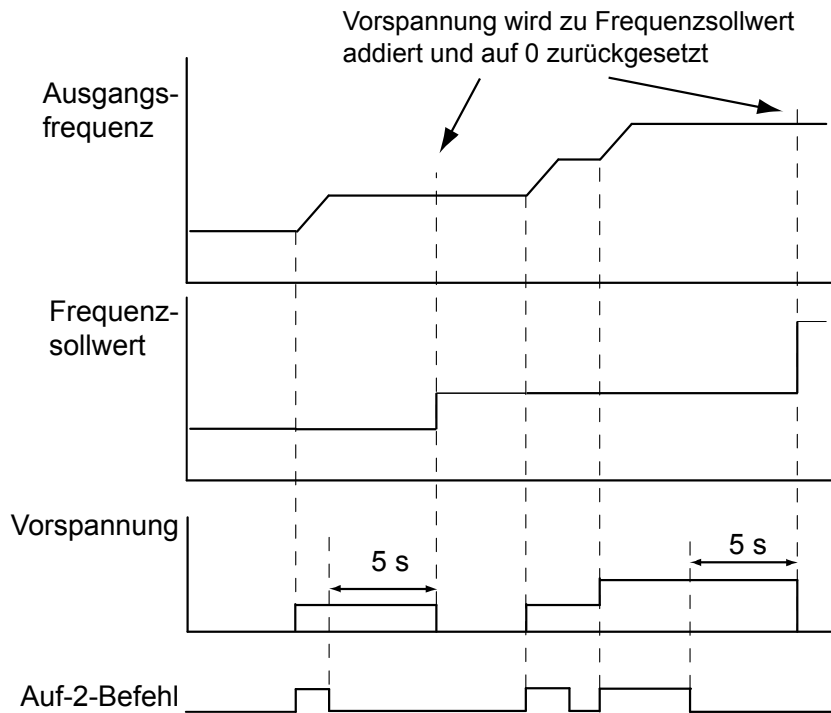 Vorspannung wird zu Frequenzsollwert
addiert und auf 0 zurückgesetzt
Ausgangs-
frequenz
Frequenz-
sollwert
Vorspannung
5 s
5 s
Auf-2-Befehl